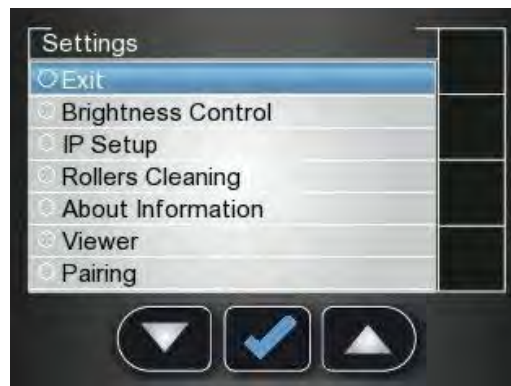 Settings
Exit
Brightness Control
IP Setup
Rollers Cleaning
About Information
Viewer
Pairing